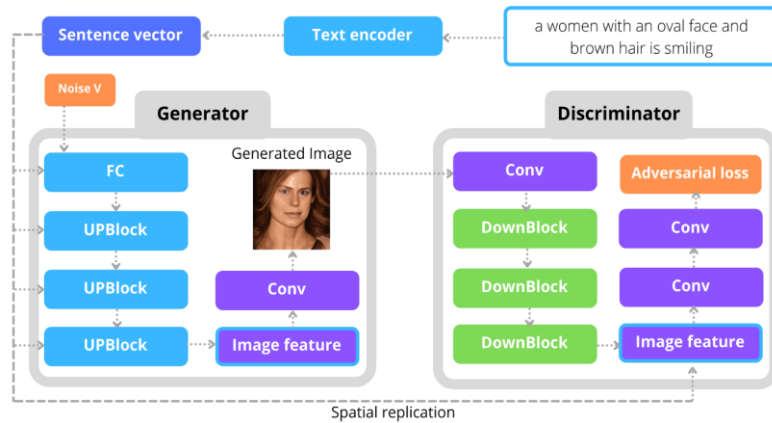 Sentence vector
Text encoder
a women with an oval face and
brown hair is smiling
Noise V
Generator
Generated Image
FC
UPBlock
UPBlock
UPBlock
Conv
Image feature
Discriminator
Conv
DownBlock
DownBlock
DownBlock
Adversarial loss
Conv
Conv
Image feature
Spatial replication